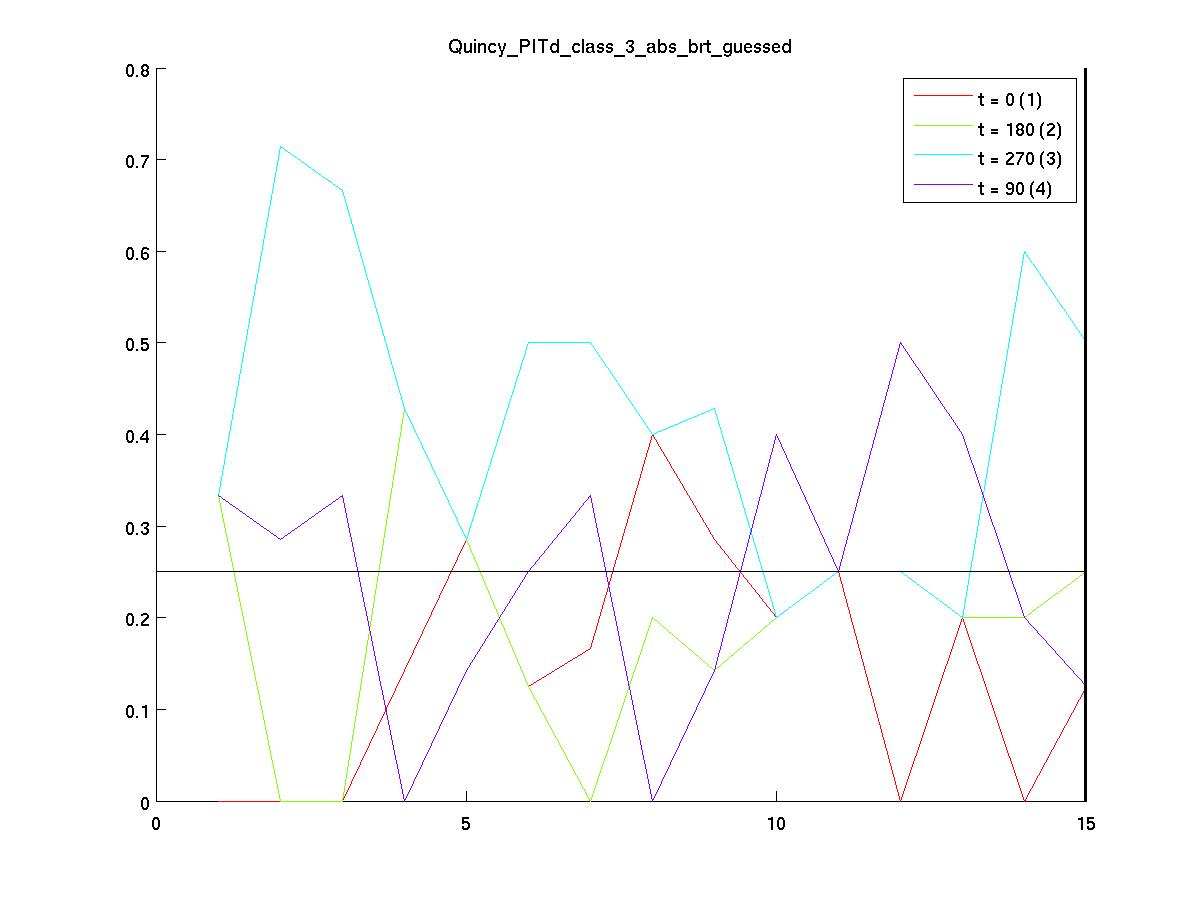 Quincy_PITd_class_3_abs_brt_guessed
0.8
0.7
0.6
0.5
0.4
0.3
0.2
0.1
0
t = 0 (1)
t = 180 (2)
t = 270 (3)
t = 90 (4)
0 5 10 15